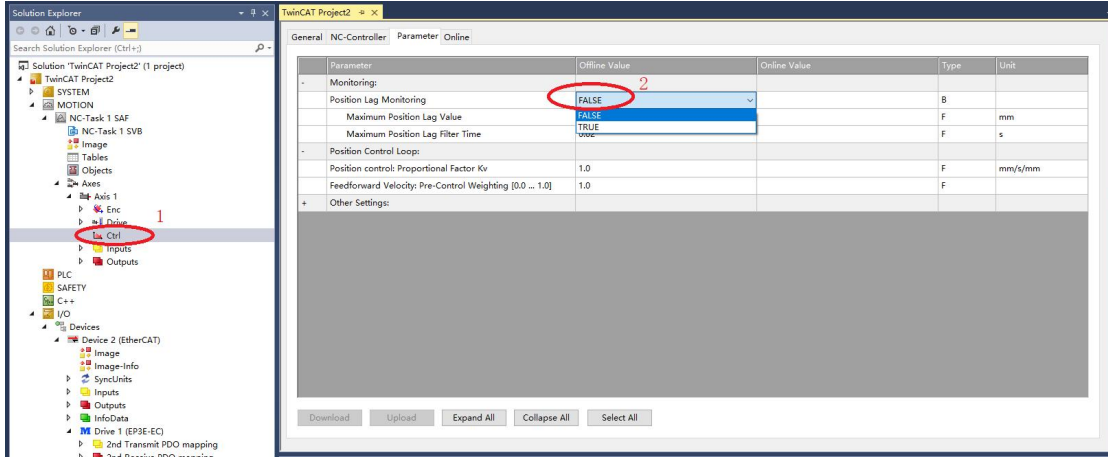 Solution Explorer
Search Solution Explorer (Ctrl+;)
Solution 'TwinCAT Project2' (1 project)
TwinCAT Project2
SYSTEM
MOTION
NC-Task 1 SAF
NC-Task 1 SVB
Image
Tables
Objects
Axes
Axis 1
Enc
Drive
1
Ctrl
Inputs
Outputs
PLC
SAFETY
C++
I/O
Devices
Device 2 (EtherCAT)
Image
Image-Info
SyncUnits
Inputs
Outputs
InfoData
Drive 1 (EP3E-EC)
2nd Transmit PDO mapping
2nd Receive PDO mapping
TwinCAT Project2
General NC-Controller Parameter Online
Parameter Offline Value Online Value Type Unit
- Monitoring:
2
Position Lag Monitoring FALSE B
FALSE
Maximum Position Lag Value F mm
TRUE
Maximum Position Lag Filter Time 0.02 F s
- Position Control Loop:
Position control: Proportional Factor Kv 1.0 F mm/s/mm
Feedforward Velocity: Pre-Control Weighting [0.0 ... 1.0] 1.0 F
+ Other Settings:
Download Upload Expand All Collapse All Select All